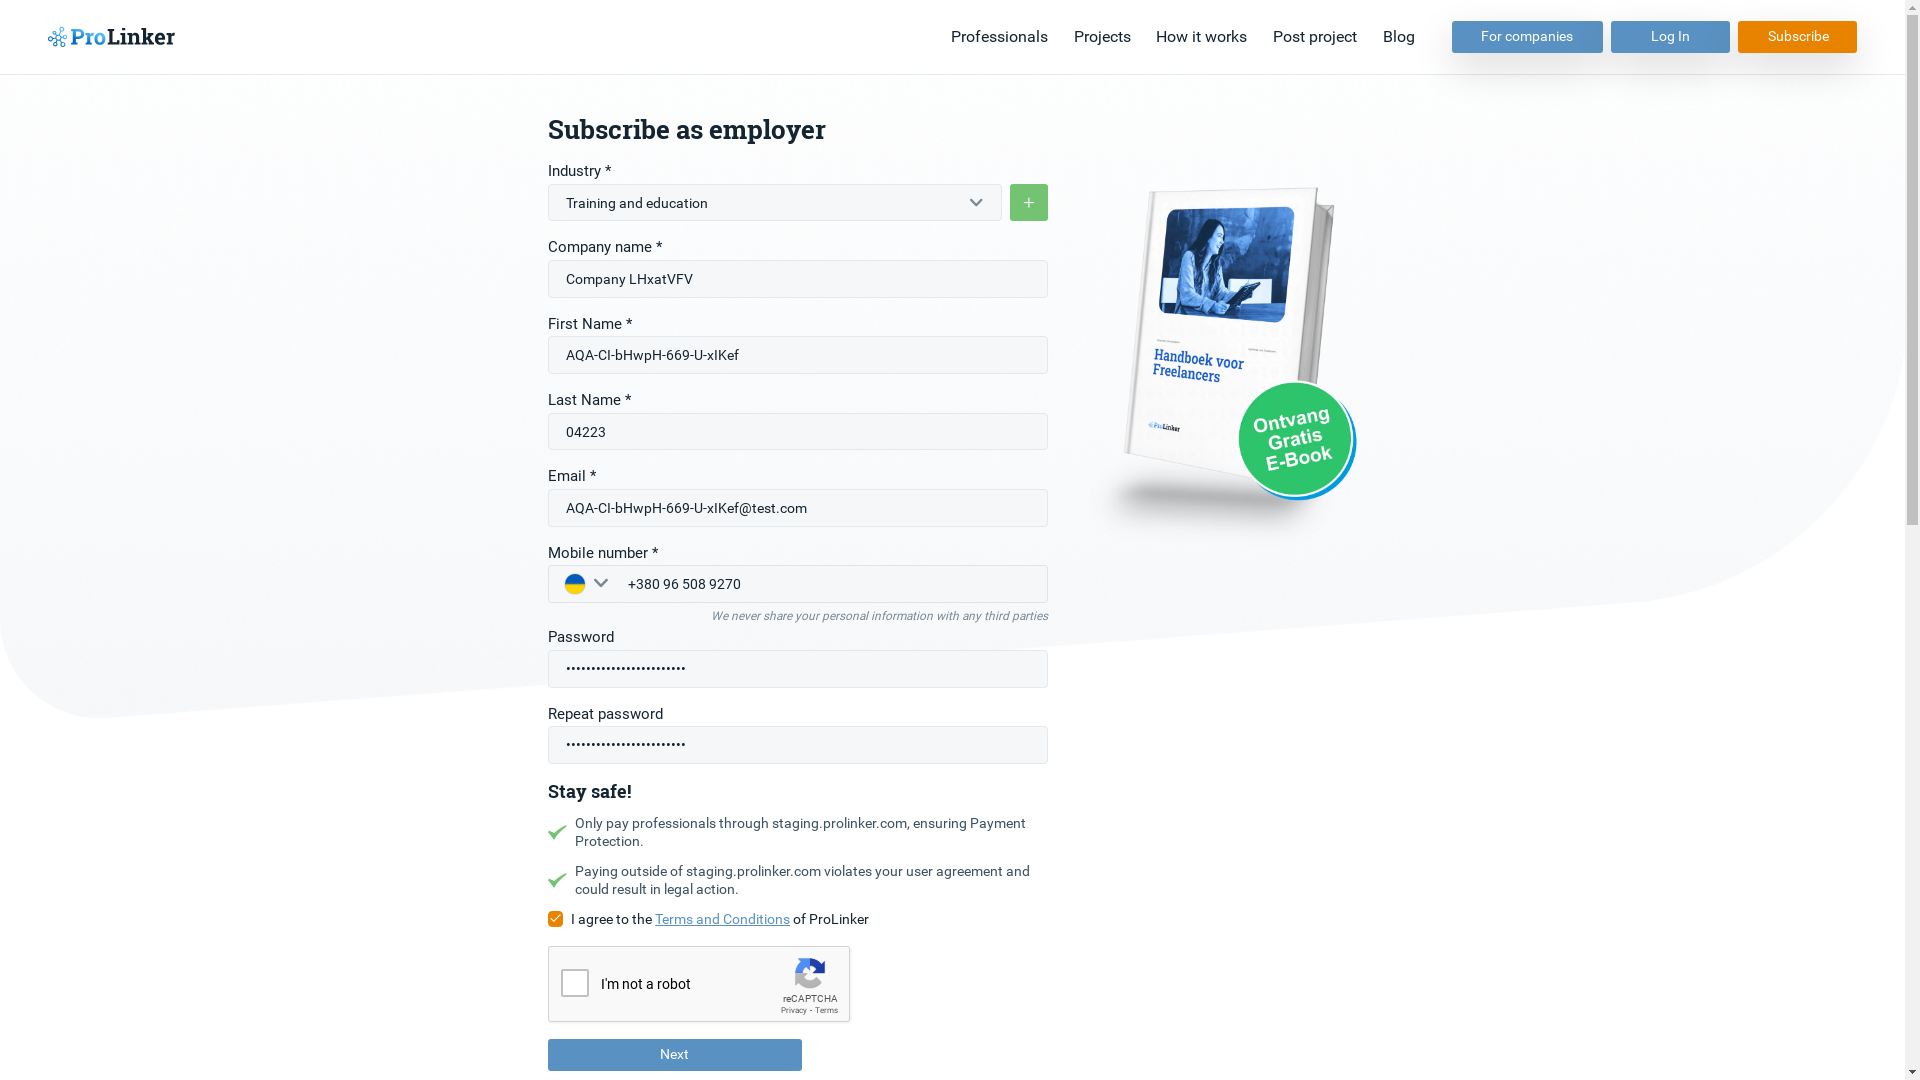 ProLinker
Professionals
Projects
How it works
Post project
Blog
For companies
Log In
Subscribe
Subscribe as employer
Industry *
Training and education
+
Company name *
Company LHxatVFV
First Name *
AQA-CI-bHwpH-669-U-xIKef
Last Name *
04223
Email *
AQA-CI-bHwpH-669-U-xIKef@test.com
Mobile number *
+380 96 508 9270
We never share your personal information with any third parties
Password
••••••••••••••••••••••••
Repeat password
••••••••••••••••••••••••
Stay safe!
Only pay professionals through staging.prolinker.com, ensuring Payment
Protection.
Paying outside of staging.prolinker.com violates your user agreement and
could result in legal action.
I agree to the Terms and Conditions of ProLinker
I'm not a robot
reCAPTCHA
Privacy - Terms
Next
Handboek voor
Freelancers
ProLinker
Ontvang
Gratis
E-Book